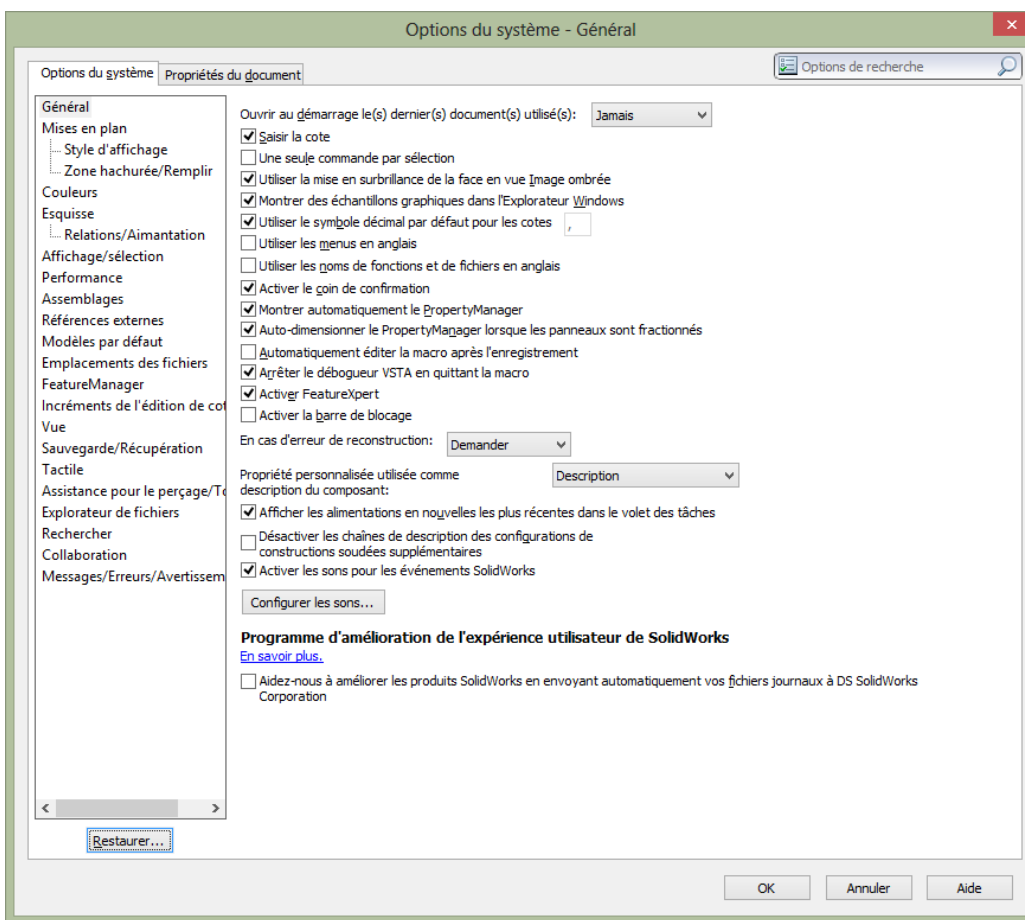 Options du système - Général
Options du système
Propriétés du document
Options de recherche
Général
Mises en plan
Style d'affichage
Zone hachurée/Remplir
Couleurs
Esquisse
Relations/Aimantation
Affichage/sélection
Performance
Assemblages
Références externes
Modèles par défaut
Emplacements des fichiers
FeatureManager
Incréments de l'édition de cot
Vue
Sauvegarde/Récupération
Tactile
Assistance pour le perçage/To
Explorateur de fichiers
Rechercher
Collaboration
Messages/Erreurs/Avertissem
Restaurer...
Ouvrir au démarrage le(s) dernier(s) document(s) utilisé(s): Jamais
Saisir la cote
Une seule commande par sélection
Utiliser la mise en surbrillance de la face en vue Image ombrée
Montrer des échantillons graphiques dans l'Explorateur Windows
Utiliser le symbole décimal par défaut pour les cotes ,
Utiliser les menus en anglais
Utiliser les noms de fonctions et de fichiers en anglais
Activer le coin de confirmation
Montrer automatiquement le PropertyManager
Auto-dimensionner le PropertyManager lorsque les panneaux sont fractionnés
Automatiquement éditer la macro après l'enregistrement
Arrêter le débogueur VSTA en quittant la macro
Activer FeatureXpert
Activer la barre de blocage
En cas d'erreur de reconstruction: Demander
Propriété personnalisée utilisée comme
description du composant: Description
Afficher les alimentations en nouvelles les plus récentes dans le volet des tâches
Désactiver les chaînes de description des configurations de
constructions soudées supplémentaires
Activer les sons pour les événements SolidWorks
Configurer les sons...
Programme d'amélioration de l'expérience utilisateur de SolidWorks
En savoir plus.
Aidez-nous à améliorer les produits SolidWorks en envoyant automatiquement vos fichiers journaux à DS SolidWorks
Corporation
OK
Annuler
Aide